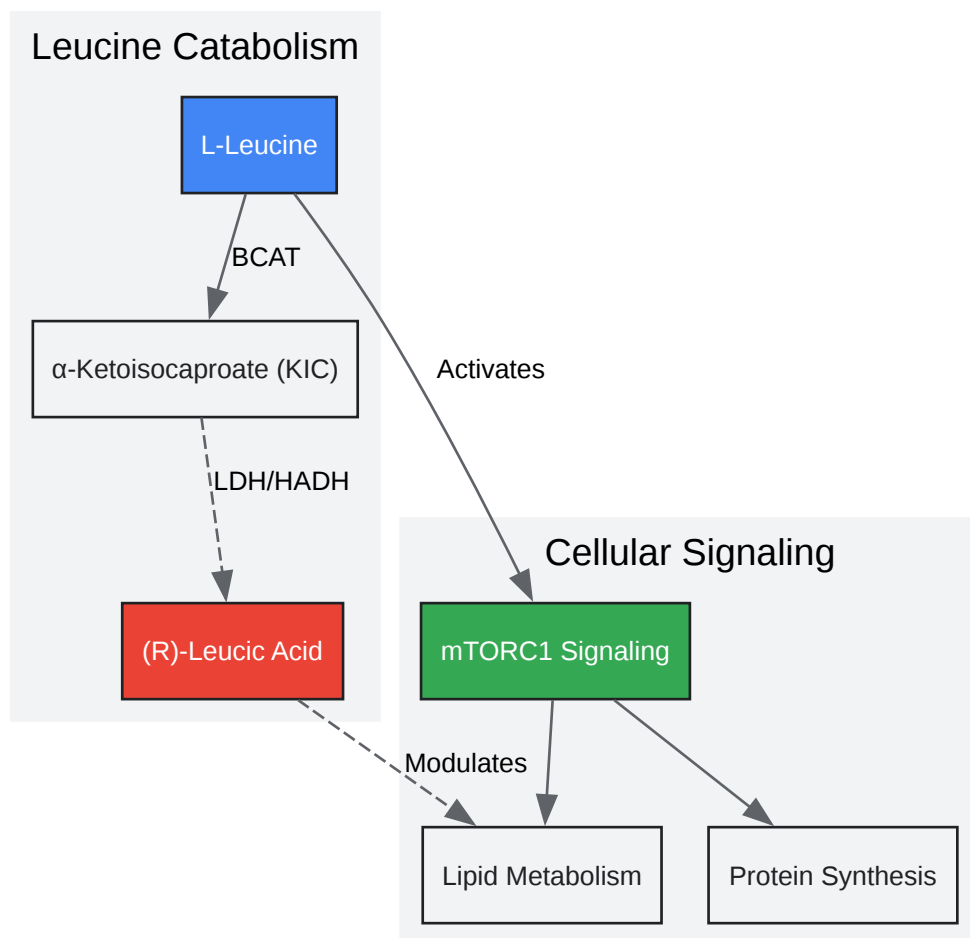 Leucine Catabolism
L-Leucine
BCAT
α-Ketoisocaproate (KIC)
Activates
LDH/HADH
Cellular Signaling
(R)-Leucic Acid
mTORC1 Signaling
Modulates
Lipid Metabolism
Protein Synthesis